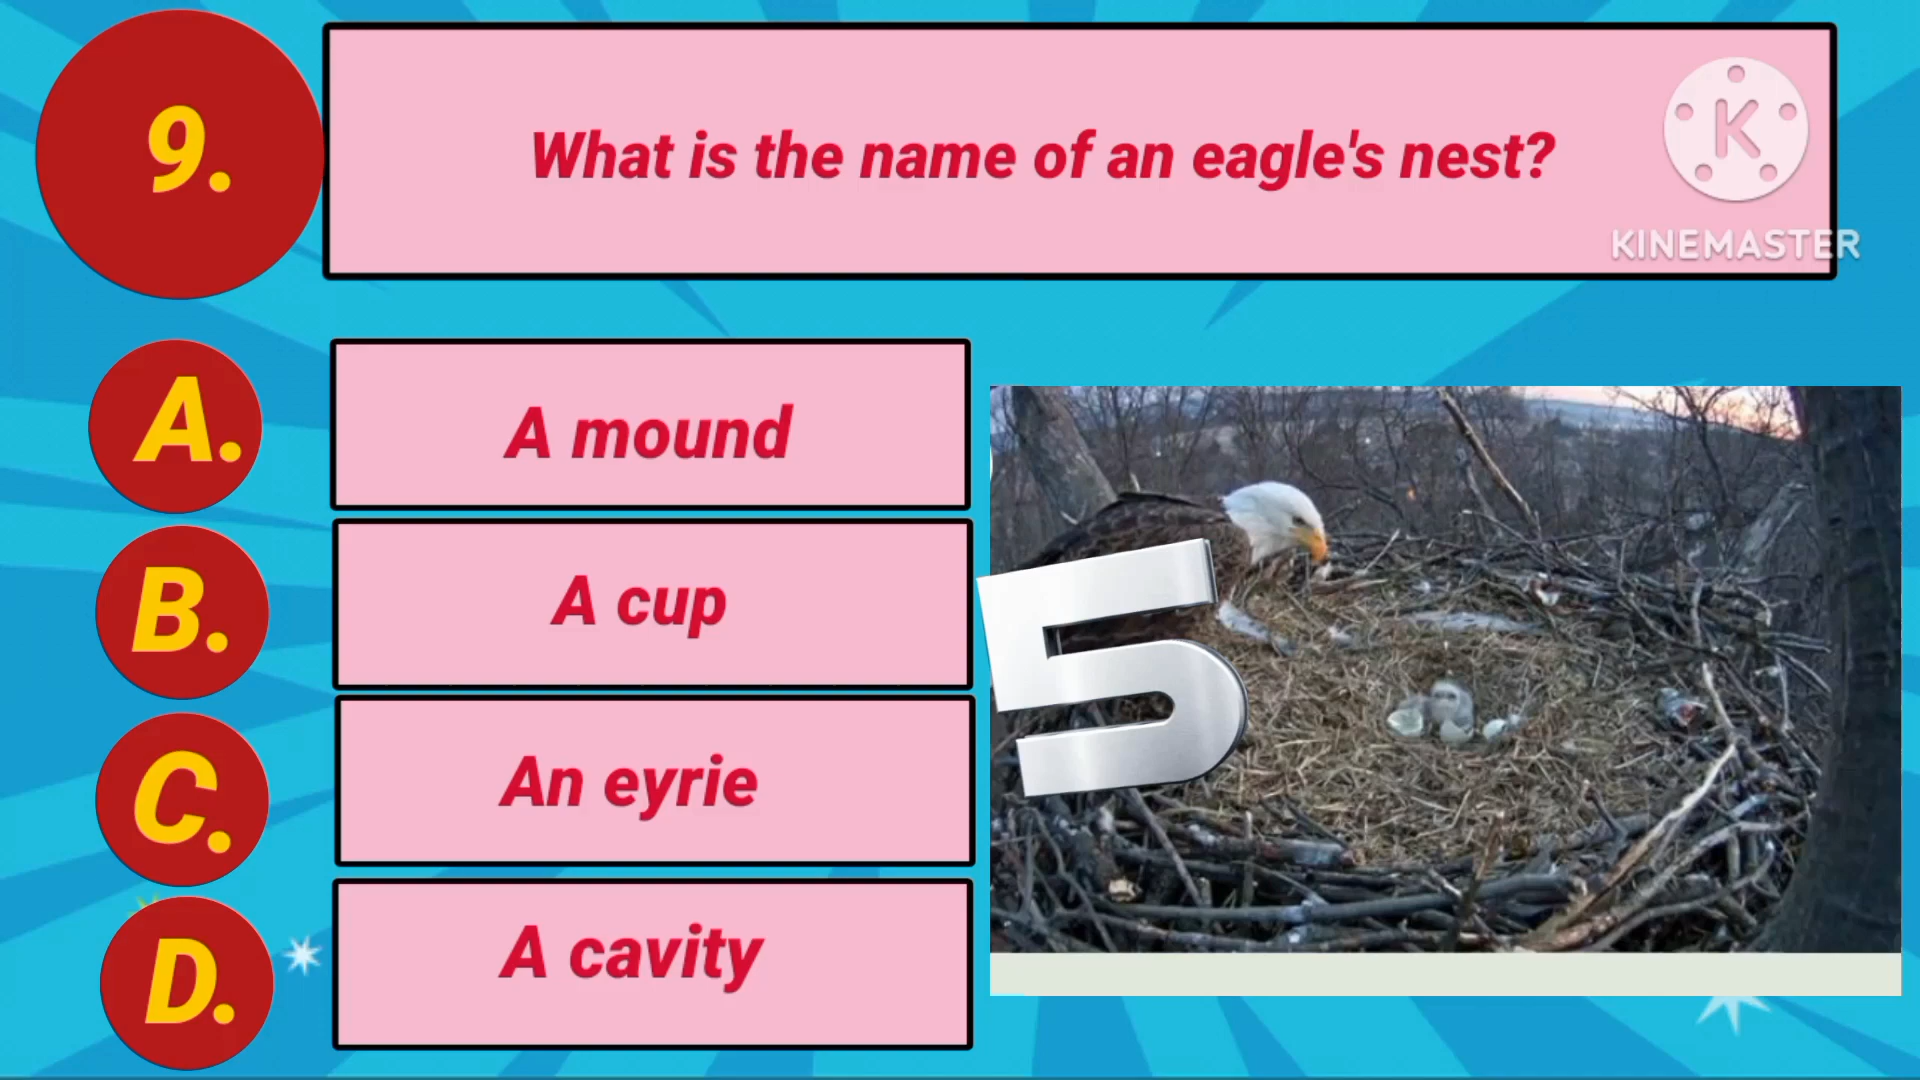 9.
What is the name of an eagle's nest?
K
KINEMASTER
A.
A mound
B.
A cup
C.
An eyrie
D.
A cavity
5